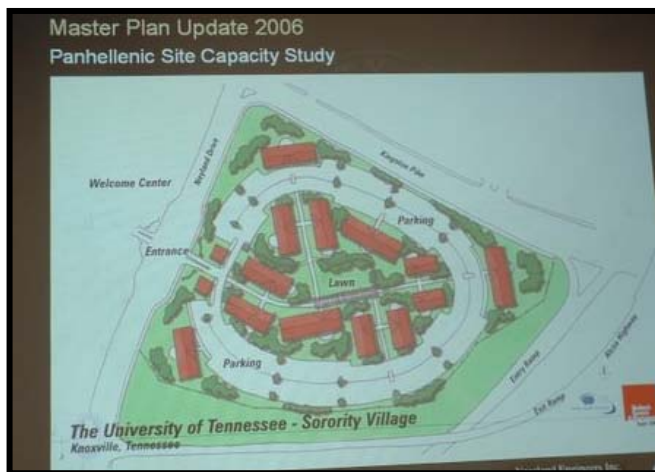 Master Plan Update 2006
Panhellenic Site Capacity Study
Neyland Drive
Kingston Pike
Welcome Center
Parking
Entrance
Lawn
Parking
Entry Ramp
Alcoa Highway
Exit Ramp
The University of Tennessee - Sorority Village
Knoxville, Tennessee